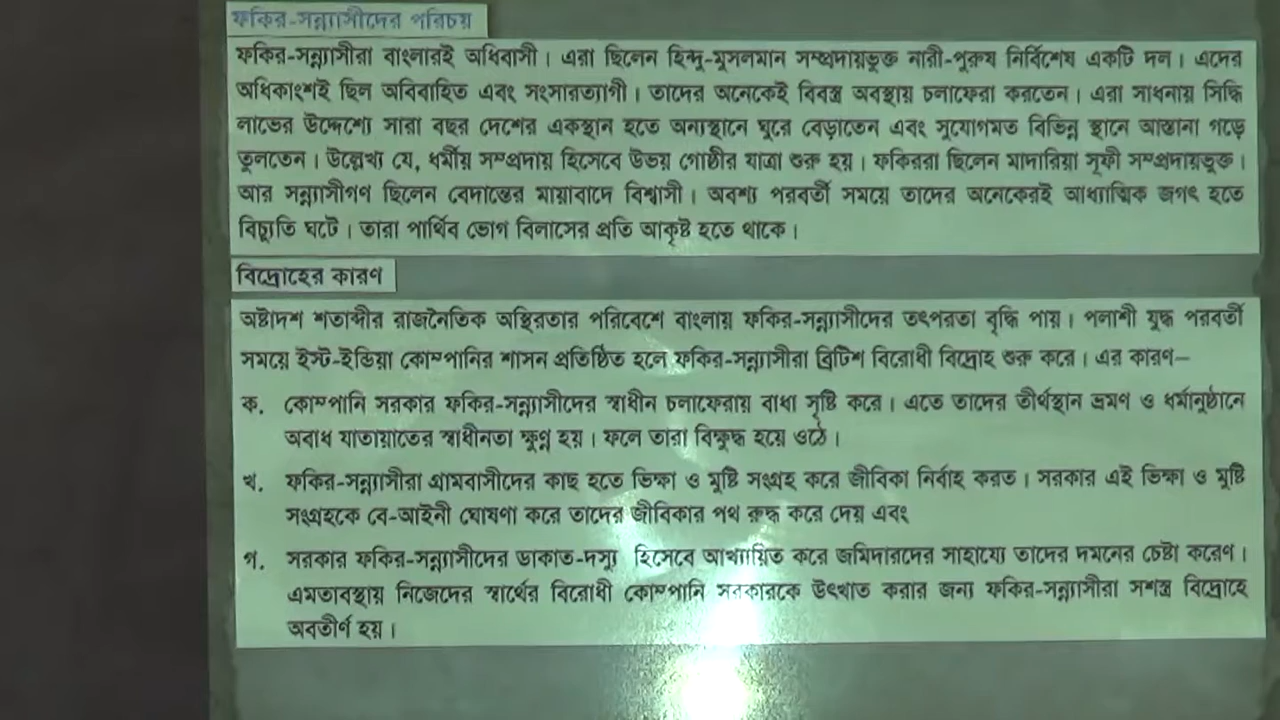 ফকির-সন্ন্যাসীদের পরিচয়
ফকির-সন্ন্যাসীরা বাংলারই অধিবাসী। এরা ছিলেন হিন্দু-মুসলমান সম্প্রদায়ভুক্ত নারী-পুরুষ নির্বিশেষ একটি দল। এদের
অধিকাংশই ছিল অবিবাহিত এবং সংসারত্যাগী। তাদের অনেকেই বিবস্ত্র অবস্থায় চলাফেরা করতেন। এরা সাধনায় সিদ্ধি
লাভের উদ্দেশ্যে সারা বছর দেশের একস্থান হতে অন্যস্থানে ঘুরে বেড়াতেন এবং সুযোগমত বিভিন্ন স্থানে আস্তানা গড়ে
তুলতেন। উল্লেখ্য যে, ধর্মীয় সম্প্রদায় হিসেবে উভয় গোষ্ঠীর যাত্রা শুরু হয়। ফকিররা ছিলেন মাদারিয়া সূফী সম্প্রদায়ভুক্ত।
আর সন্ন্যাসীগণ ছিলেন বেদান্তের মায়াবাদে বিশ্বাসী। অবশ্য পরবর্তী সময়ে তাদের অনেকেরই আধ্যাত্মিক জগৎ হতে
বিচ্যুতি ঘটে। তারা পার্থিব ভোগ বিলাসের প্রতি আকৃষ্ট হতে থাকে।
বিদ্রোহের কারণ
অষ্টাদশ শতাব্দীর রাজনৈতিক অস্থিরতার পরিবেশে বাংলায় ফকির-সন্ন্যাসীদের তৎপরতা বৃদ্ধি পায়। পলাশী যুদ্ধ পরবর্তী
সময়ে ইস্ট-ইন্ডিয়া কোম্পানির শাসন প্রতিষ্ঠিত হলে ফকির-সন্ন্যাসীরা ব্রিটিশ বিরোধী বিদ্রোহ শুরু করে। এর কারণ–
ক. কোম্পানি সরকার ফকির-সন্ন্যাসীদের স্বাধীন চলাফেরায় বাধা সৃষ্টি করে। এতে তাদের তীর্থস্থান ভ্রমণ ও ধর্মানুষ্ঠানে
অবাধ যাতায়াতের স্বাধীনতা ক্ষুণ্ন হয়। ফলে তারা বিক্ষুব্ধ হয়ে ওঠে।
খ. ফকির-সন্ন্যাসীরা গ্রামবাসীদের কাছ হতে ভিক্ষা ও মুষ্টি সংগ্রহ করে জীবিকা নির্বাহ করত। সরকার এই ভিক্ষা ও মুষ্টি
সংগ্রহকে বে-আইনী ঘোষণা করে তাদের জীবিকার পথ রুদ্ধ করে দেয় এবং
গ. সরকার ফকির-সন্ন্যাসীদের ডাকাত-দস্যু হিসেবে আখ্যায়িত করে জমিদারদের সাহায্যে তাদের দমনের চেষ্টা করেণ।
এমতাবস্থায় নিজেদের স্বার্থের বিরোধী কোম্পানি সরকারকে উৎখাত করার জন্য ফকির-সন্ন্যাসীরা সশস্ত্র বিদ্রোহে
অবতীর্ণ হয়।